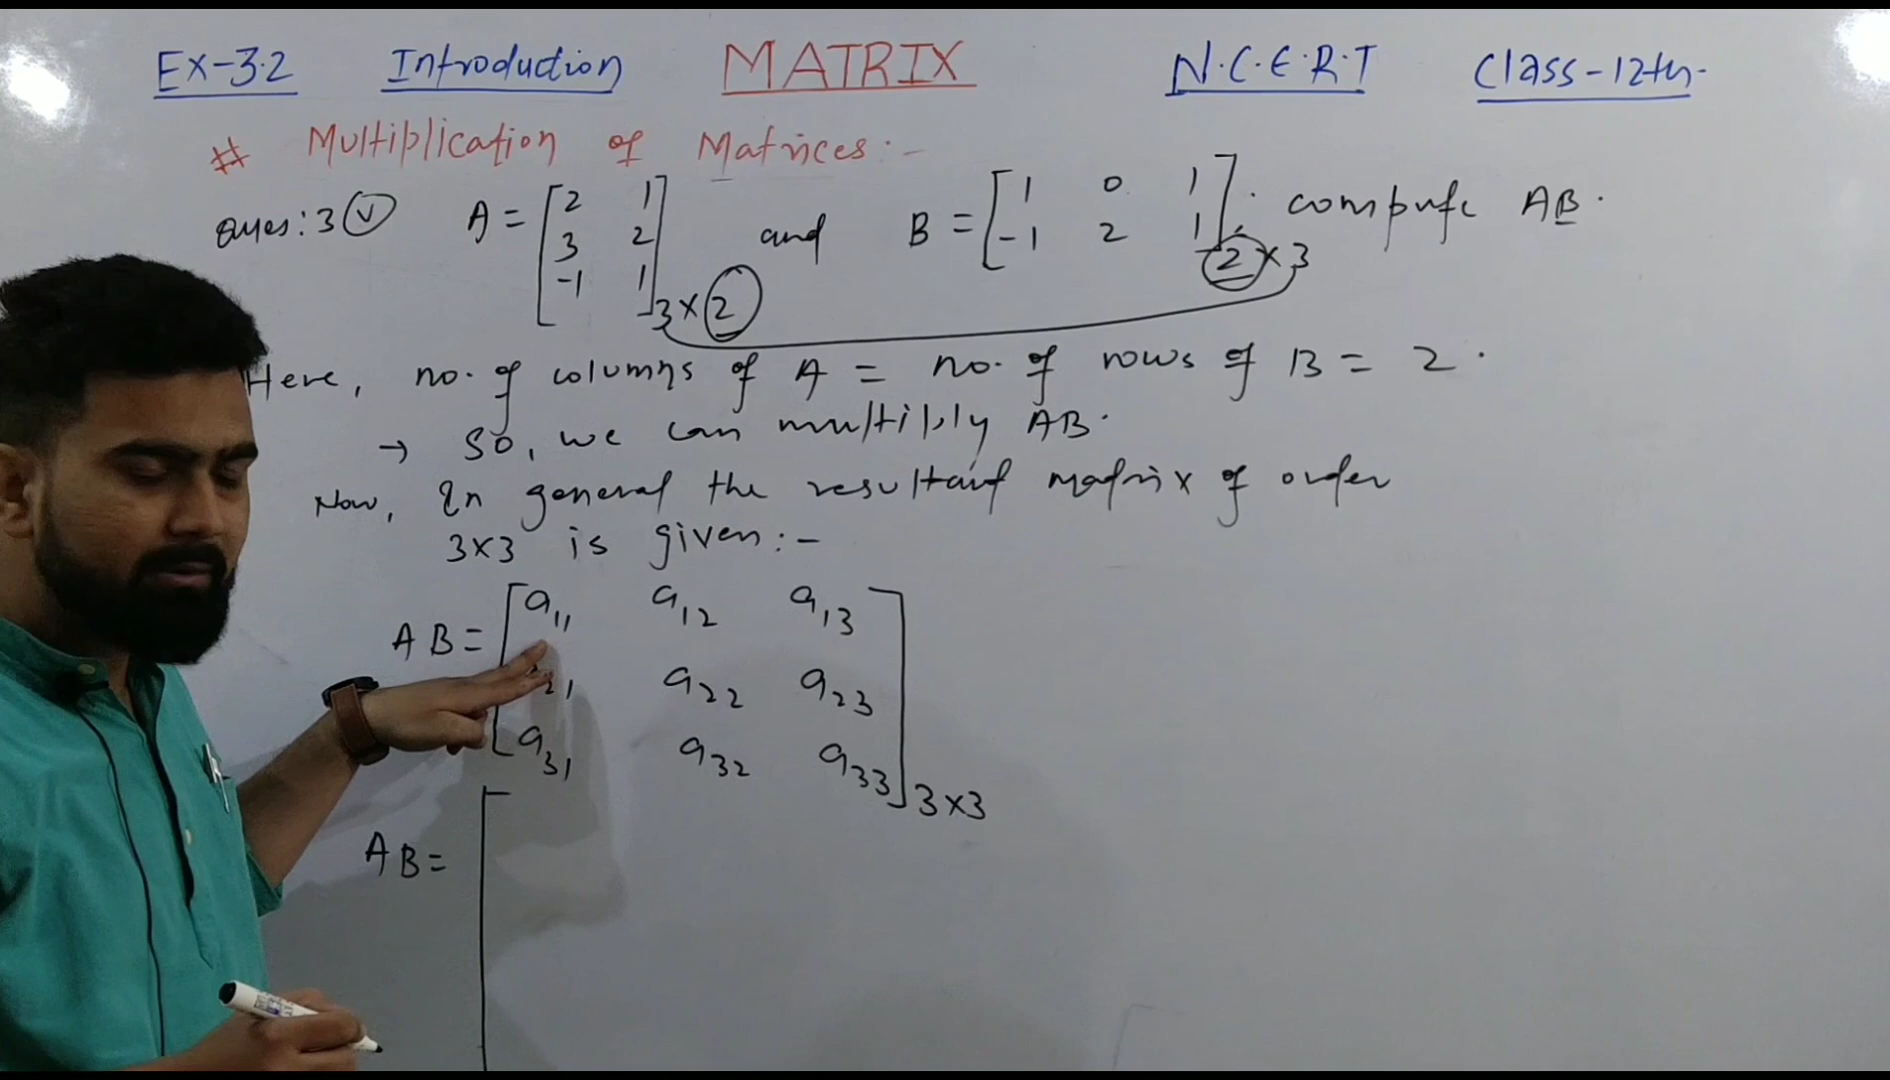 Ex-3.2 Introduction MATRIX N.C.E.R.T Class-12th.
# Multiplication of Matrices:-
Ques: 3 (v) A = [2 1 and B = [1 0 1]. compute AB.
3 2 -1 2 1
-1 1] 3×2 2×3
Here, no. of columns of A = no. of rows of B = 2.
→ So, we can multiply AB.
Now, In general the resultant matrix of order
3×3 is given:-
AB = [a11 a12 a13
21 a22 a23
a31 a32 a33] 3×3
AB = [